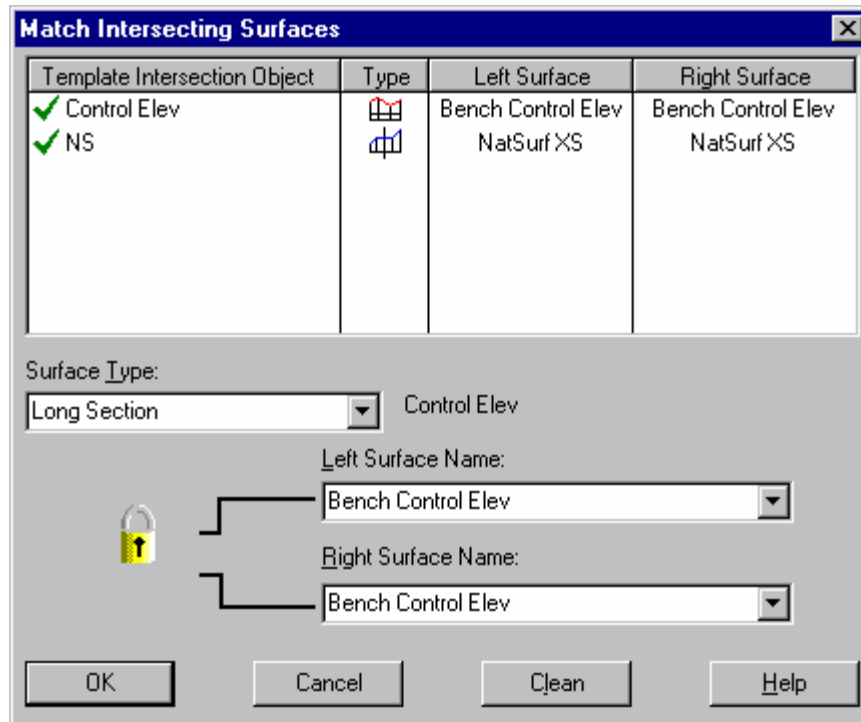 Match Intersecting Surfaces
Template Intersection Object Type Left Surface Right Surface
Control Elev Bench Control Elev Bench Control Elev
NS NatSurf XS NatSurf XS
Surface Type:
Long Section Control Elev
Left Surface Name:
Bench Control Elev
Right Surface Name:
Bench Control Elev
OK Cancel Clean Help